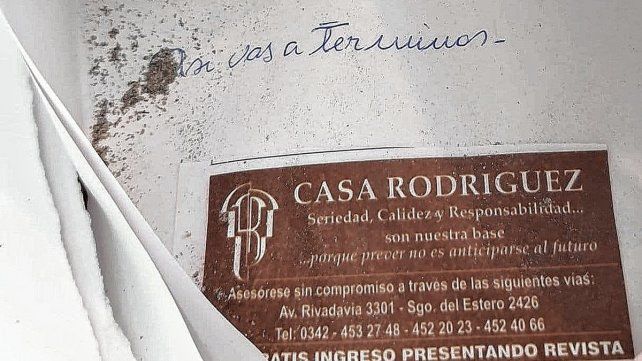 Asi vas a terminar-
CASA RODRIGUEZ
Seriedad, Calidez y Responsabilidad...
son nuestra base
...porque prever no es anticiparse al futuro
Asesorese sin compromiso a través de las siguientes vías:
Av. Rivadavia 3301 - Sgo. del Estero 2426
Tel: 0342 - 453 27 48 - 452 20 23 - 452 40 66
GRATIS INGRESO PRESENTANDO REVISTA